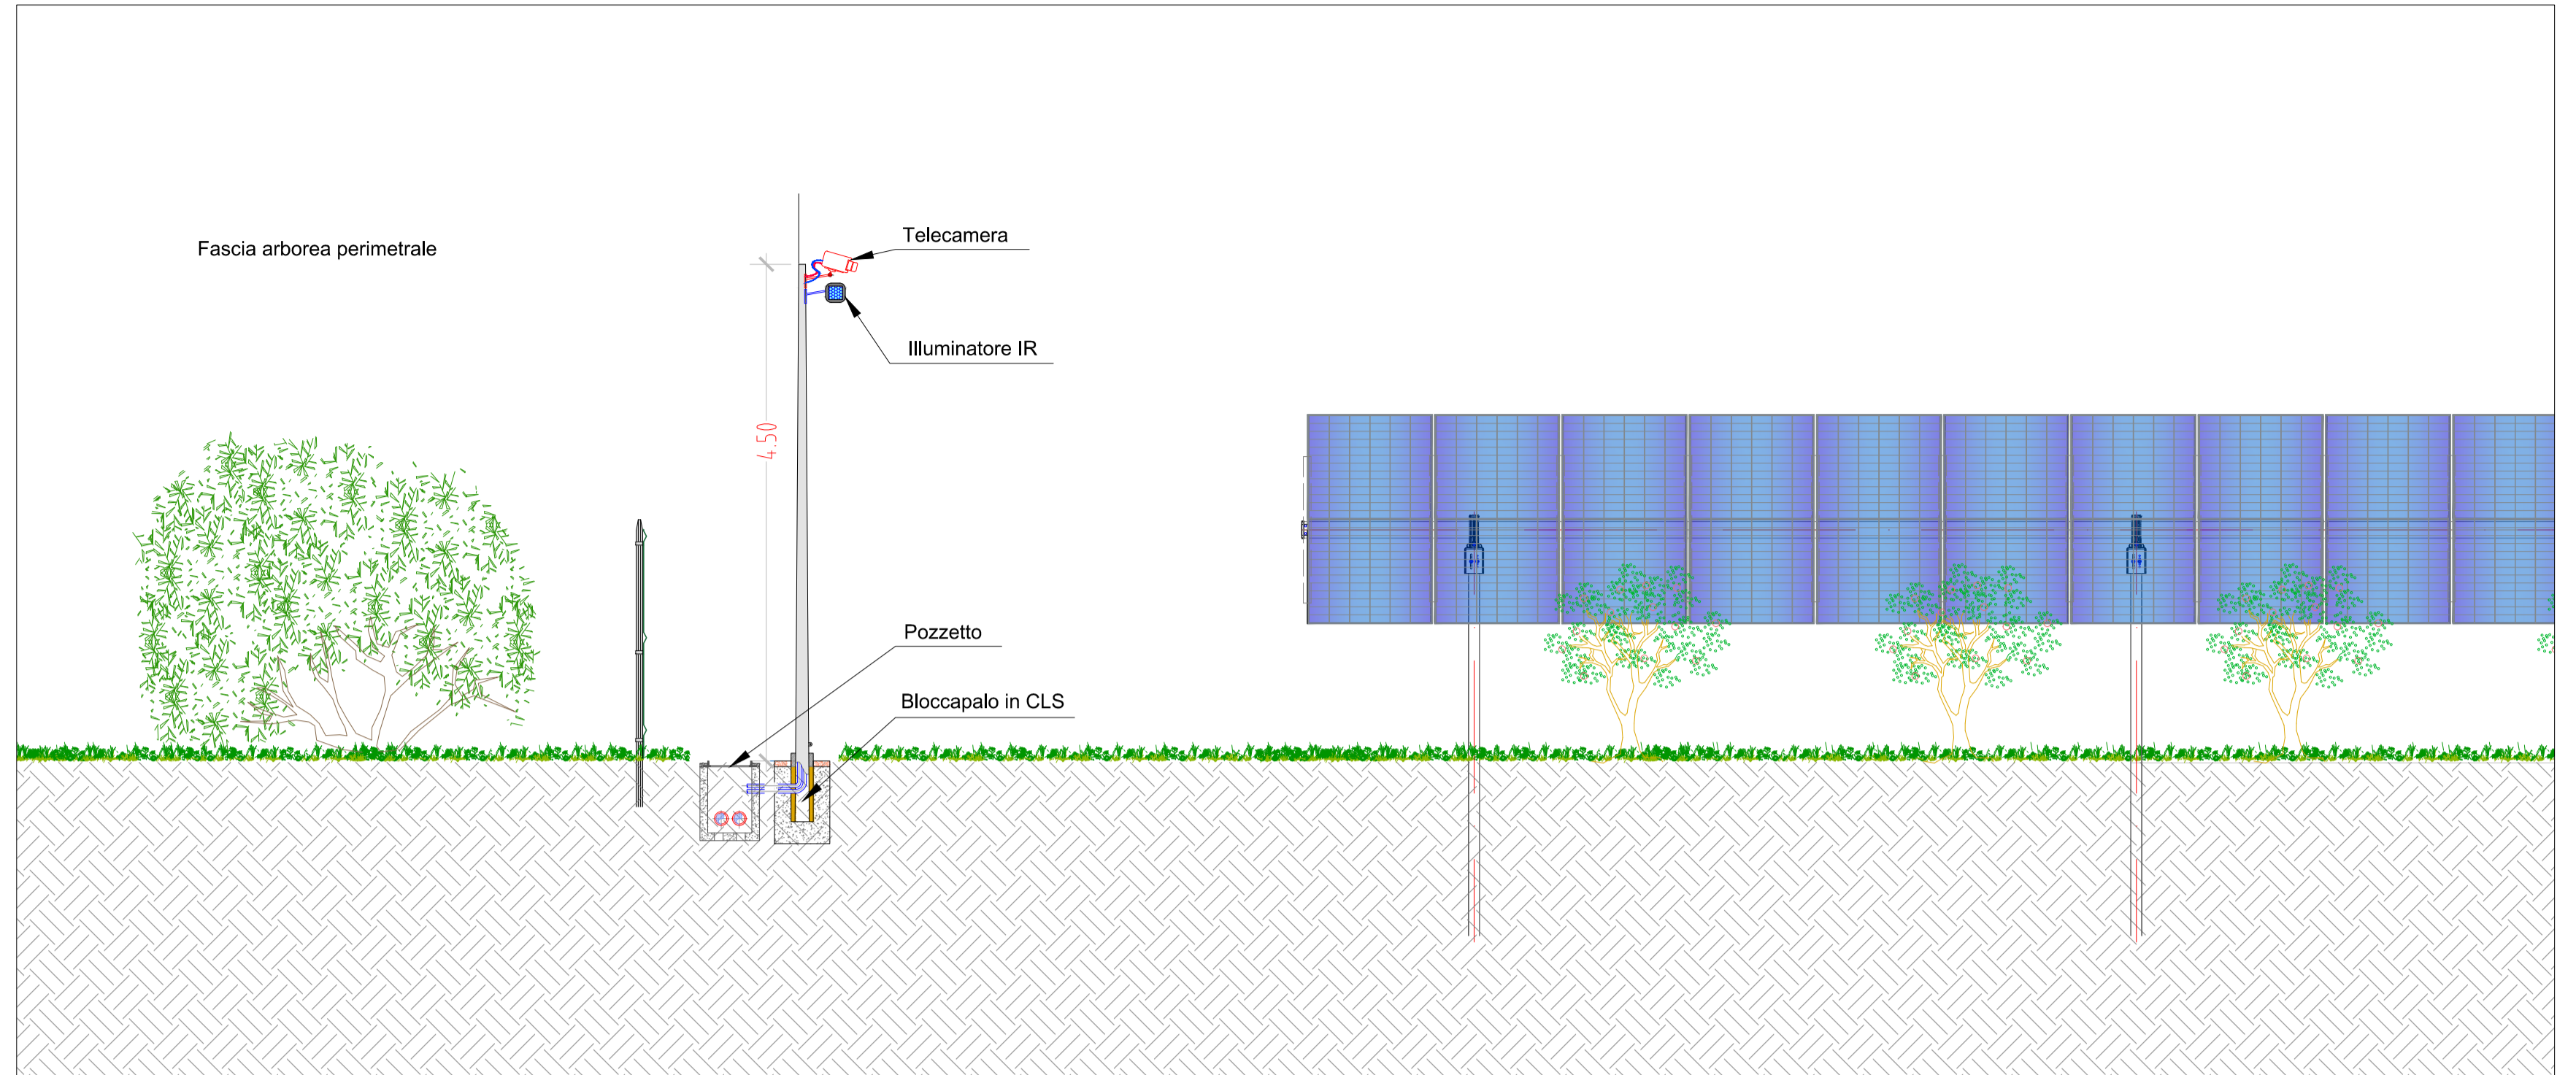 Fascia arborea perimetrale
Telecamera
Illuminatore IR
4.50
Pozzetto
Bloccapalo in CLS